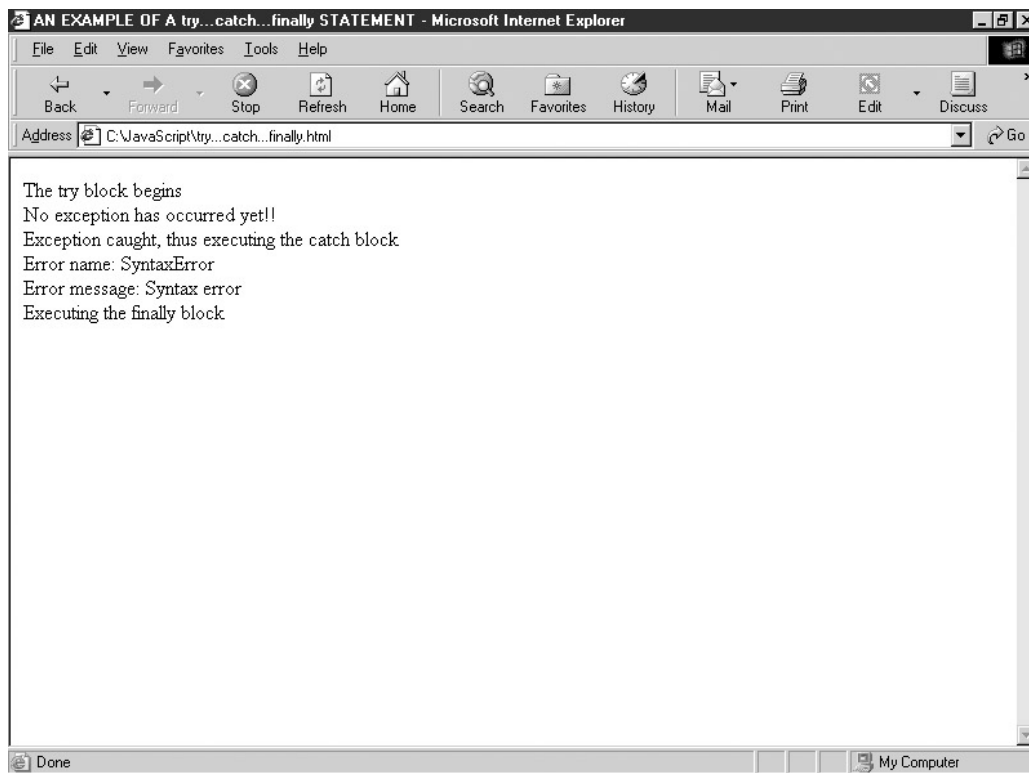 AN EXAMPLE OF A try...catch...finally STATEMENT - Microsoft Internet Explorer
File Edit View Favorites Tools Help
Back Forward Stop Refresh Home Search Favorites History Mail Print Edit Discuss
Address C:\JavaScript\try...catch...finally.html Go
The try block begins
No exception has occurred yet!!
Exception caught, thus executing the catch block
Error name: SyntaxError
Error message: Syntax error
Executing the finally block
Done My Computer